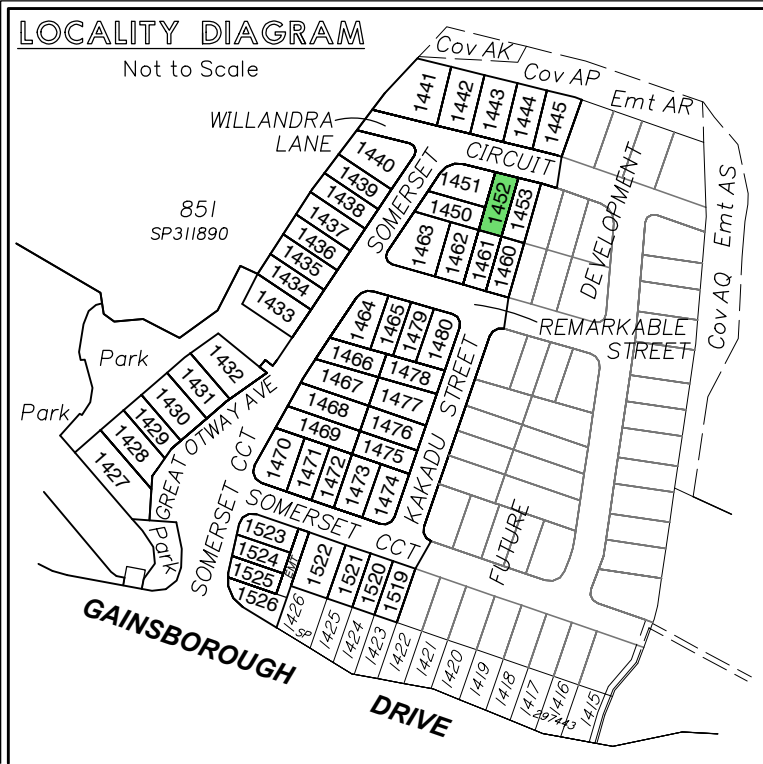 LOCALITY DIAGRAM
Not to Scale
Cov AK
Cov AP
Emt AR
1441
1442
1443
1444
1445
WILLANDRA
LANE
CIRCUIT
SOMERSET
1440
1439
1438
1437
1436
1435
1434
1433
851
SP311890
1451
1450
1452
1453
1463
1462
1461
1460
DEVELOPMENT
Cov AQ Emt AS
REMARKABLE
STREET
1464
1465
1479
1480
1466
1478
1467
1477
1468
1476
1469
1475
1470
1471
1472
1473
1474
KAKADU STREET
Park
Park
1432
1431
1430
1429
1428
1427
GREAT OTWAY AVE
SOMERSET CCT
SOMERSET CCT
Park
FUTURE
1523
1524
1525
1526
EMT
1522
1521
1520
1519
1426
SP
1425
1424
1423
1422
1421
1420
1419
1418
1417
1416
1415
297443
GAINSBOROUGH
DRIVE